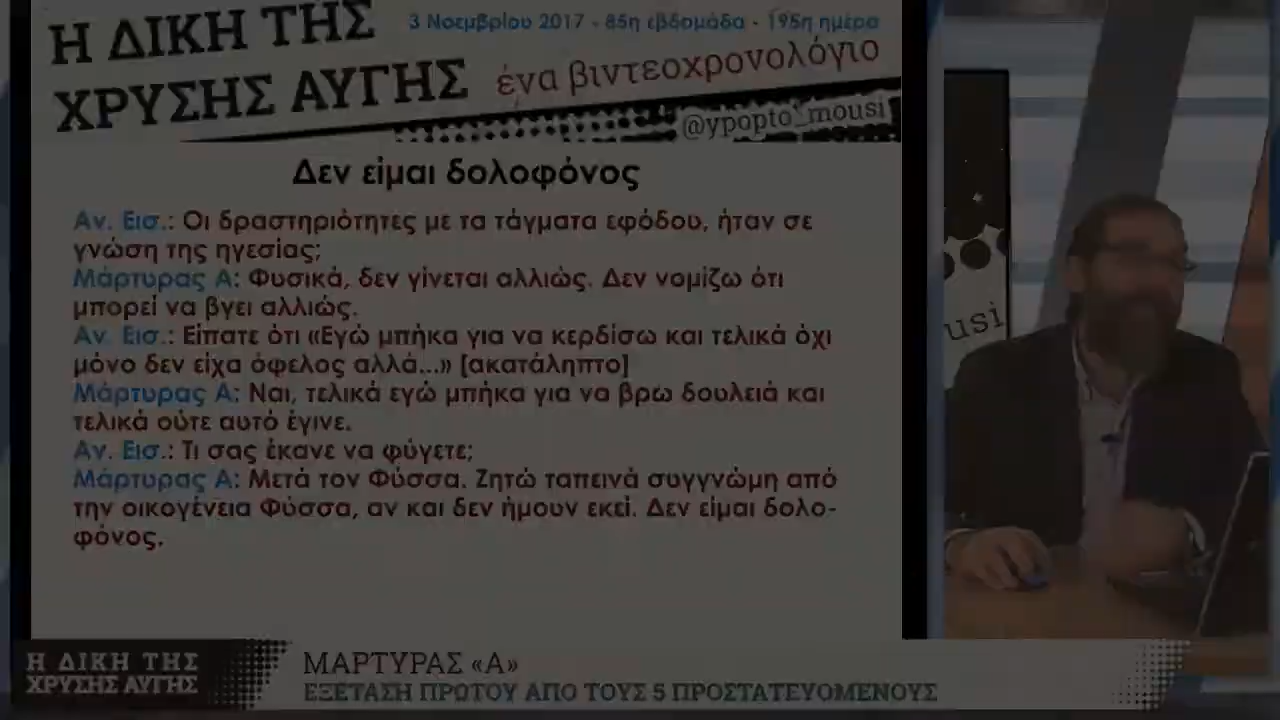 Η ΔΙΚΗ ΤΗΣ
ΧΡΥΣΗΣ ΑΥΓΗΣ
3 Νοεμβρίου 2017 - 85η εβδομάδα - 195η ημέρα
ένα βιντεοχρονολόγιο
@ypopto_mousi
Δεν είμαι δολοφόνος
Αν. Εισ.: Οι δραστηριότητες με τα τάγματα εφόδου, ήταν σε
γνώση της ηγεσίας;
Μάρτυρας Α: Φυσικά, δεν γίνεται αλλιώς. Δεν νομίζω ότι
μπορεί να βγει αλλιώς.
Αν. Εισ.: Είπατε ότι «Εγώ μπήκα για να κερδίσω και τελικά όχι
μόνο δεν είχα όφελος αλλά...» [ακατάληπτο]
Μάρτυρας Α: Ναι, τελικά εγώ μπήκα για να βρω δουλειά και
τελικά ούτε αυτό έγινε.
Αν. Εισ.: Τι σας έκανε να φύγετε;
Μάρτυρας Α: Μετά τον Φύσσα. Ζητώ ταπεινά συγγνώμη από
την οικογένεια Φύσσα, αν και δεν ήμουν εκεί. Δεν είμαι δολο-
φόνος.
usi
Η ΔΙΚΗ ΤΗΣ
ΧΡΥΣΗΣ ΑΥΓΗΣ
ΜΑΡΤΥΡΑΣ «Α»
ΕΞΕΤΑΣΗ ΠΡΩΤΟΥ ΑΠΟ ΤΟΥΣ 5 ΠΡΟΣΤΑΤΕΥΟΜΕΝΟΥΣ